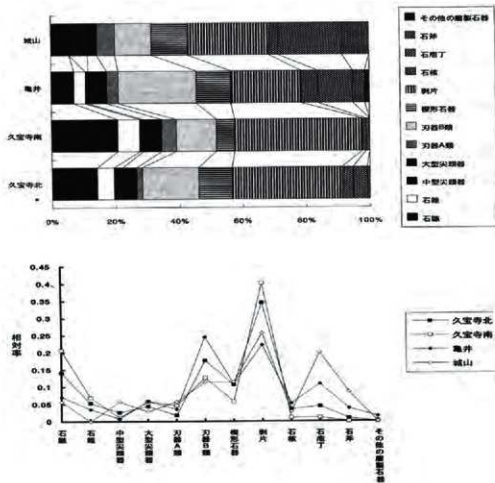 城山
亀井
久宝寺南
久宝寺北
0% 20% 40% 60% 80% 100%
その他の磨製石器
石斧
石庖丁
石核
剥片
楔形石器
刃器B類
刃器A類
大型尖頭器
中型尖頭器
石錐
石鏃
相対率
0.45
0.4
0.35
0.3
0.25
0.2
0.15
0.1
0.05
0
石鏃
石錐
中型尖頭器
大型尖頭器
刃器A類
刃器B類
楔形石器
剥片
石核
石庖丁
石斧
その他の磨製石器
久宝寺北
久宝寺南
亀井
城山